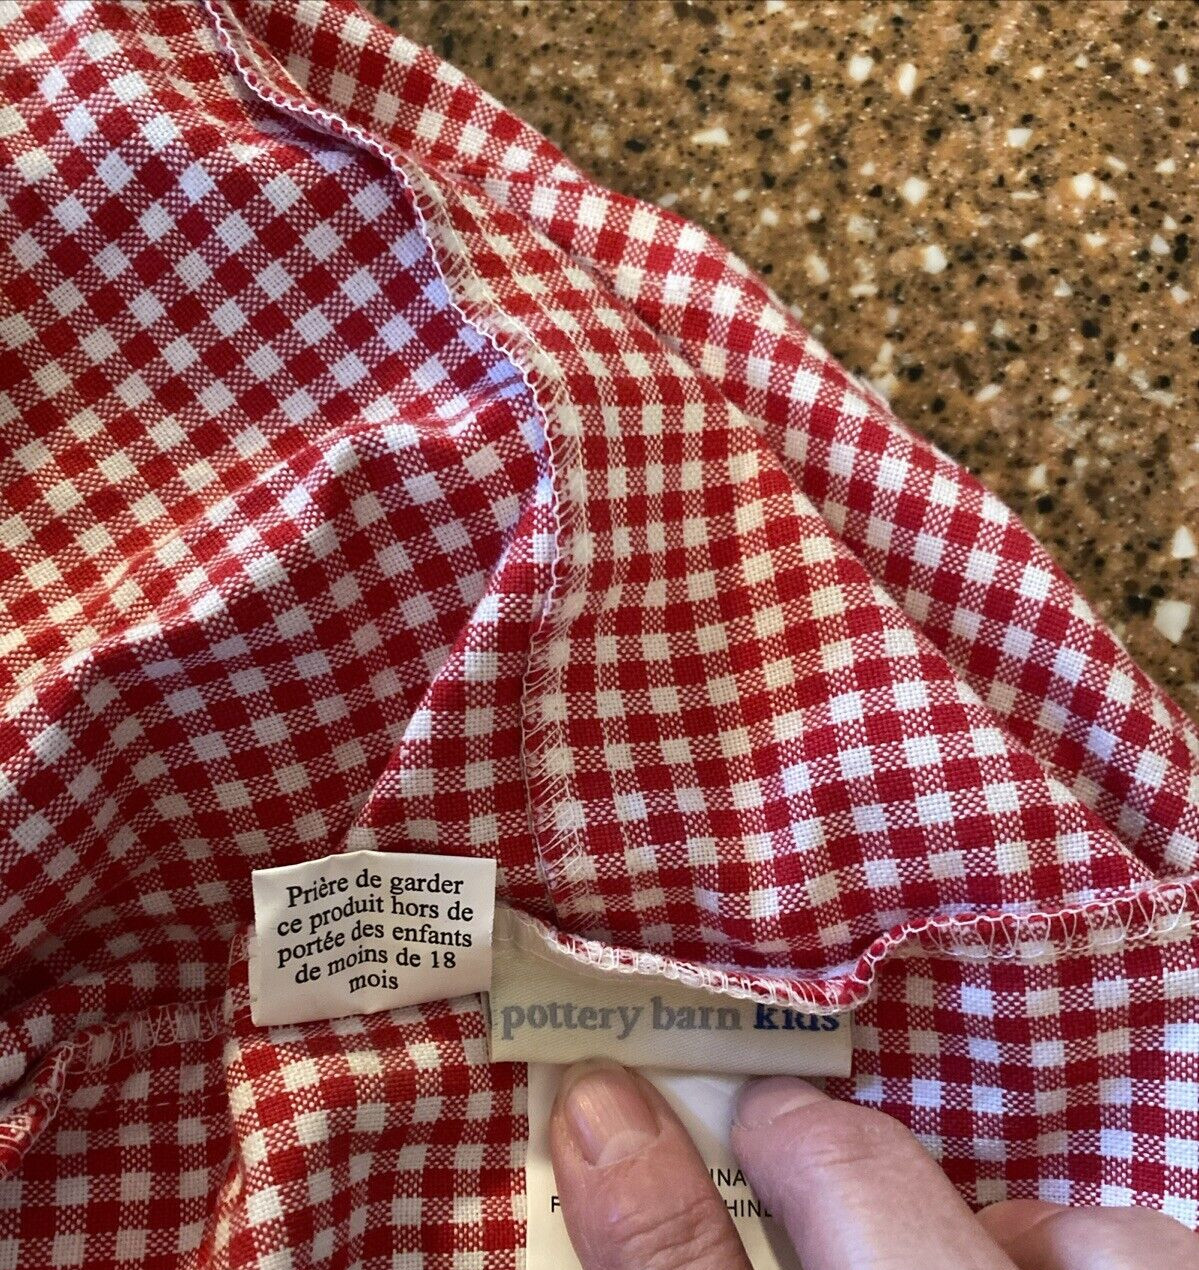 Prière de garder
ce produit hors de
portée des enfants
de moins de 18
mois
pottery barn kids